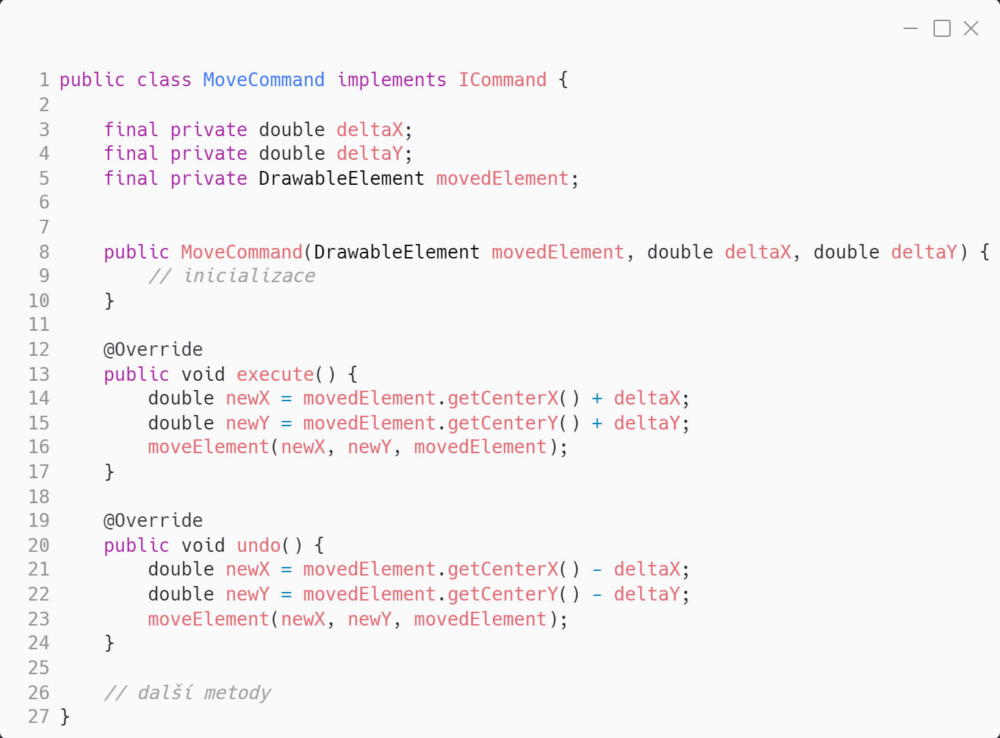 1 public class MoveCommand implements ICommand {
2
3     final private double deltaX;
4     final private double deltaY;
5     final private DrawableElement movedElement;
6
7
8     public MoveCommand(DrawableElement movedElement, double deltaX, double deltaY) {
9         // inicializace
10     }
11
12     @Override
13     public void execute() {
14         double newX = movedElement.getCenterX() + deltaX;
15         double newY = movedElement.getCenterY() + deltaY;
16         moveElement(newX, newY, movedElement);
17     }
18
19     @Override
20     public void undo() {
21         double newX = movedElement.getCenterX() - deltaX;
22         double newY = movedElement.getCenterY() - deltaY;
23         moveElement(newX, newY, movedElement);
24     }
25
26     // další metody
27 }